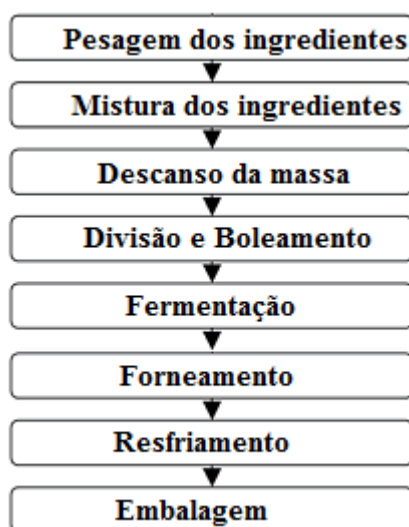 Pesagem dos ingredientes
Mistura dos ingredientes
Descanso da massa
Divisão e Boleamento
Fermentação
Forneamento
Resfriamento
Embalagem